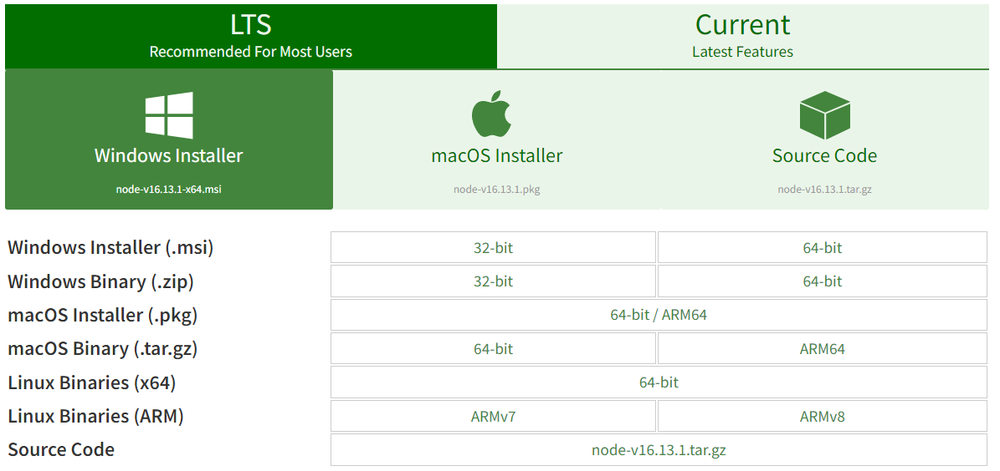 LTS
Recommended For Most Users
Current
Latest Features
Windows Installer
node-v16.13.1-x64.msi
macOS Installer
node-v16.13.1.pkg
Source Code
node-v16.13.1.tar.gz
Windows Installer (.msi) 32-bit 64-bit
Windows Binary (.zip) 32-bit 64-bit
macOS Installer (.pkg) 64-bit / ARM64
macOS Binary (.tar.gz) 64-bit ARM64
Linux Binaries (x64) 64-bit
Linux Binaries (ARM) ARMv7 ARMv8
Source Code node-v16.13.1.tar.gz